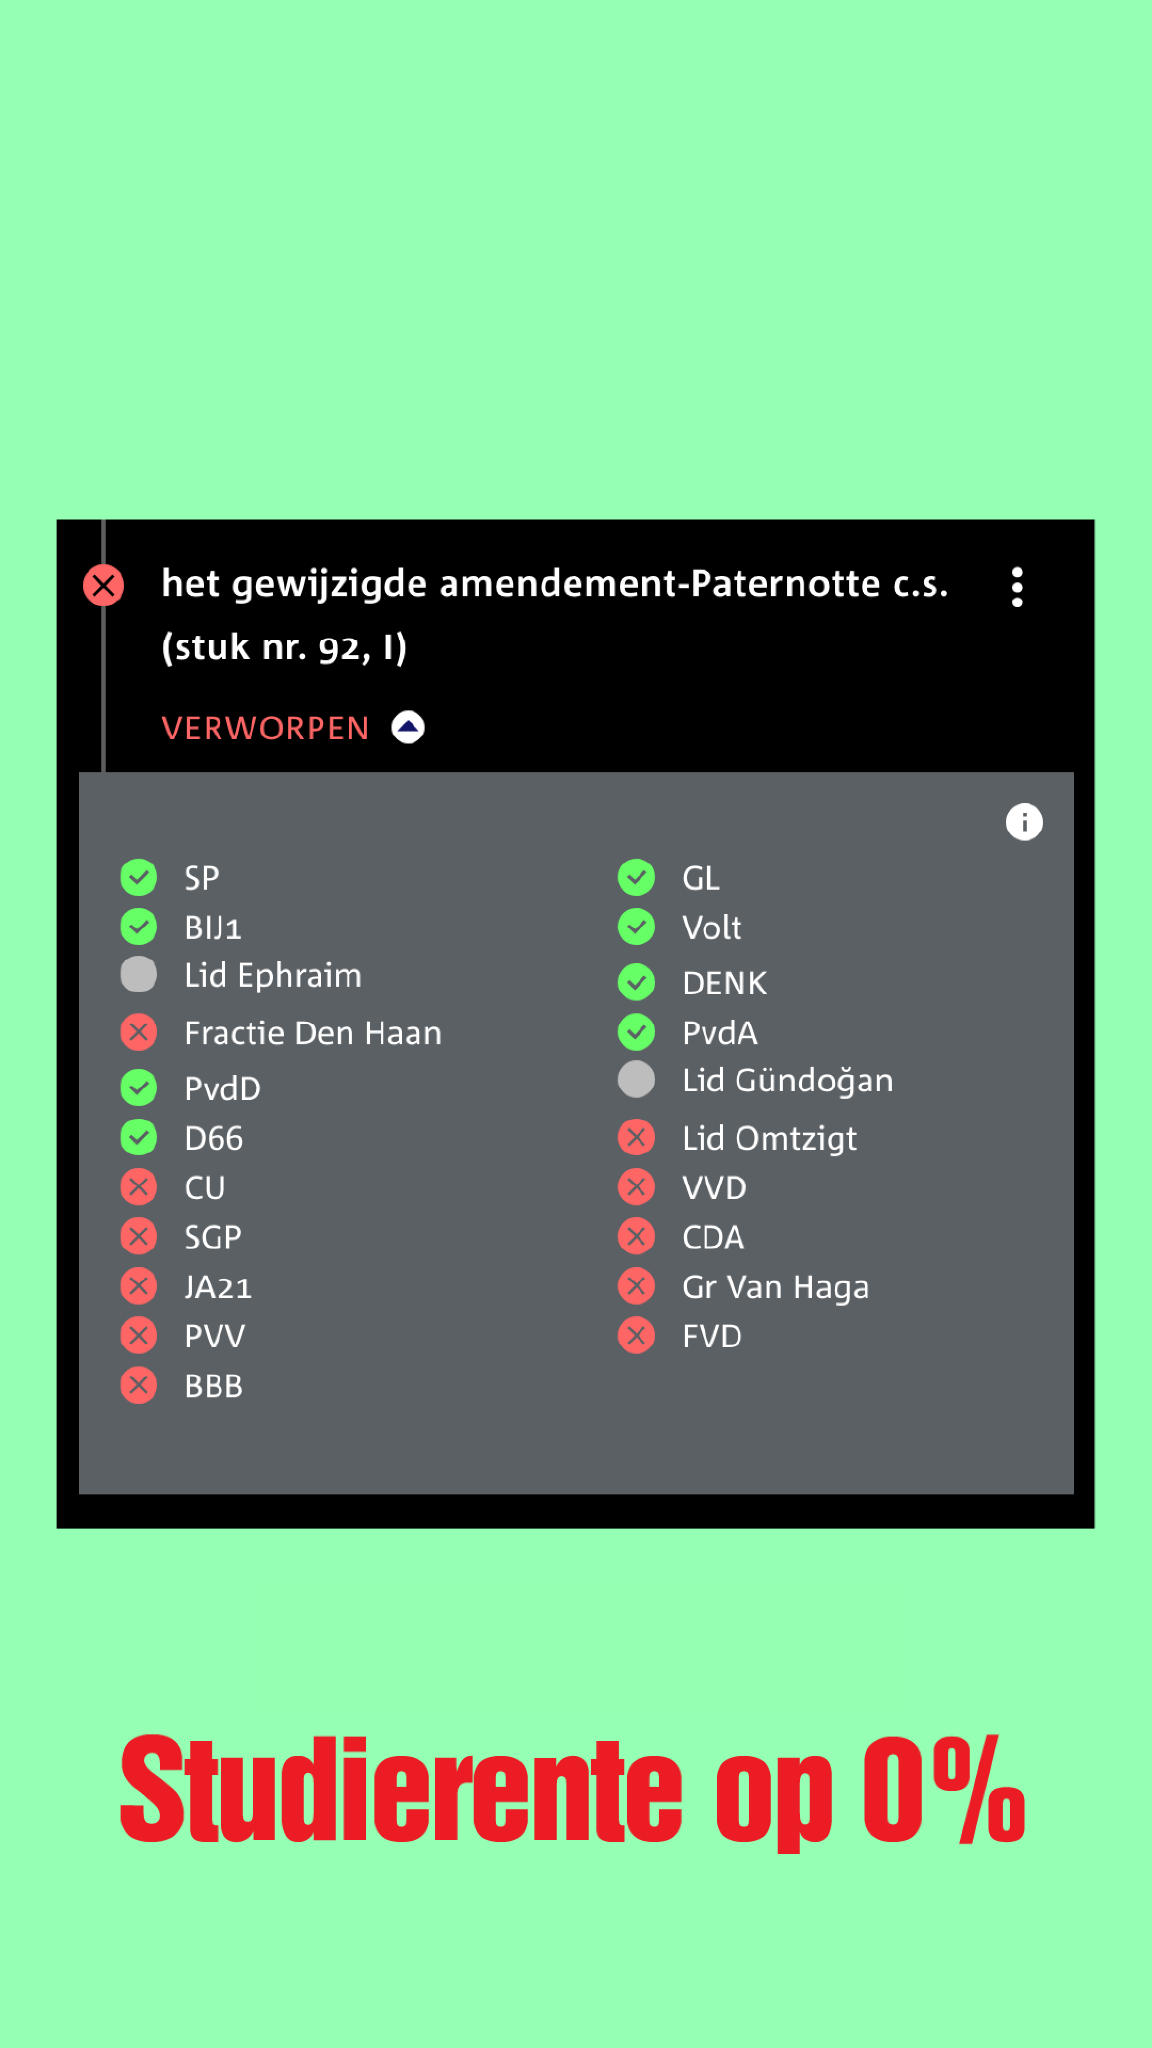 het gewijzigde amendement-Paternotte c.s.
(stuk nr. 92, I)
VERWORPEN
SP
BIJ1
Lid Ephraim
Fractie Den Haan
PvdD
D66
CU
SGP
JA21
PVV
BBB
GL
Volt
DENK
PvdA
Lid Gündoğan
Lid Omtzigt
VVD
CDA
Gr Van Haga
FVD
Studierente op 0%